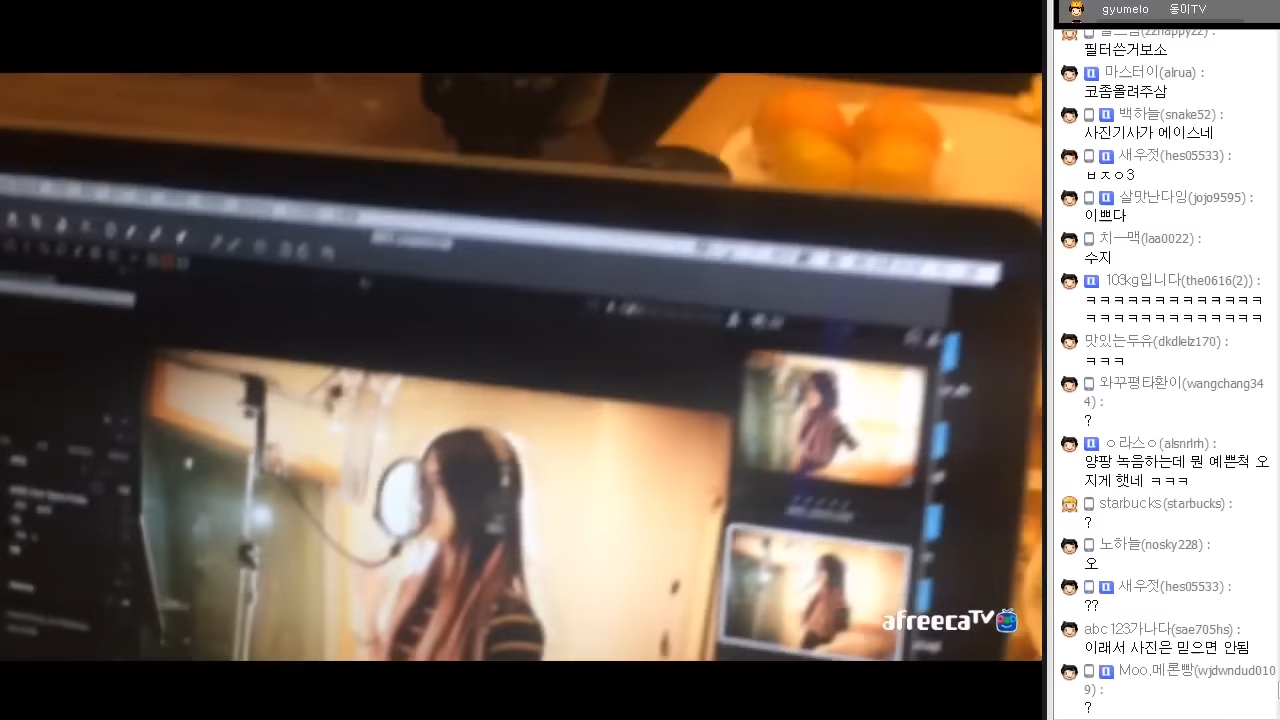 gyumelo 동이TV
필터쓴거보소
마스터이(alrua) :
코좀올려주삼
백하늘(snake52) :
사진기사가 에이스네
새우젓(hes05533) :
ㅂㅈㅇ3
살맛난다잉(jojo9595) :
이쁘다
치―맥(laa0022) :
수지
103kg입니다(the0616(2)) :
ㅋㅋㅋㅋㅋㅋㅋㅋㅋㅋㅋㅋㅋ
ㅋㅋㅋㅋㅋㅋㅋㅋㅋㅋㅋㅋㅋ
맛있는두유(dkdlelz170) :
ㅋㅋㅋ
와꾸평타환이(wangchang34
4) :
?
ㅇ라스ㅇ(alsnrlrh) :
양팡 녹음하는데 뭔 예쁜척 오
지게 햇네 ㅋㅋㅋ
starbucks(starbucks) :
?
노하늘(nosky228) :
오
새우젓(hes05533) :
??
abc123가나다(sae705hs) :
이래서 사진은 믿으면 안됨
Moo,메론빵(wjdwndud010
9) :
?
afreecaTV